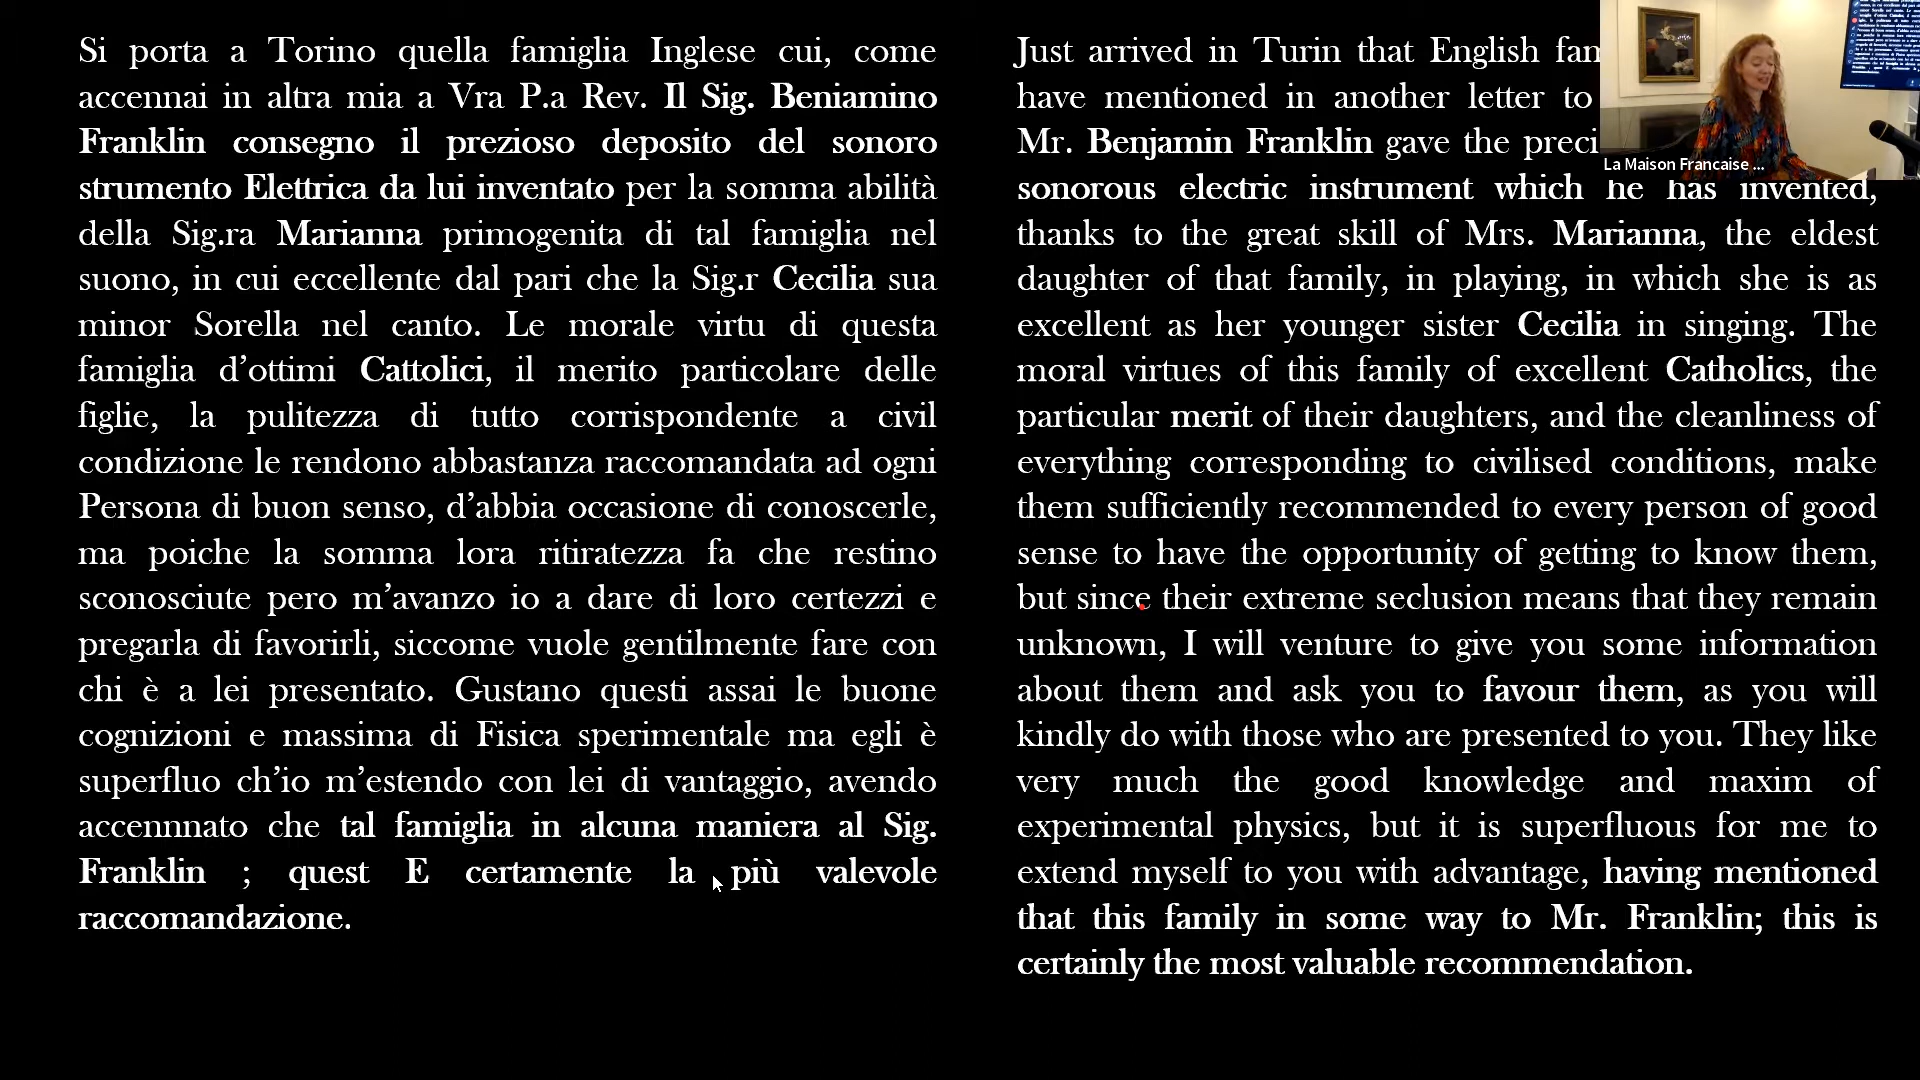 Si porta a Torino quella famiglia Inglese cui, come
accennai in altra mia a Vra P.a Rev. Il Sig. Beniamino
Franklin consegno il prezioso deposito del sonoro
strumento Elettrica da lui inventato per la somma abilità
della Sig.ra Marianna primogenita di tal famiglia nel
suono, in cui eccellente dal pari che la Sig.r Cecilia sua
minor Sorella nel canto. Le morale virtu di questa
famiglia d’ottimi Cattolici, il merito particolare delle
figlie, la pulitezza di tutto corrispondente a civil
condizione le rendono abbastanza raccomandata ad ogni
Persona di buon senso, d’abbia occasione di conoscerle,
ma poiche la somma lora ritiratezza fa che restino
sconosciute pero m’avanzo io a dare di loro certezzi e
pregarla di favorirli, siccome vuole gentilmente fare con
chi è a lei presentato. Gustano questi assai le buone
cognizioni e massima di Fisica sperimentale ma egli è
superfluo ch’io m’estendo con lei di vantaggio, avendo
accennnato che tal famiglia in alcuna maniera al Sig.
Franklin ; quest E certamente la più valevole
raccomandazione.
Just arrived in Turin that English
have mentioned in another letter to
Mr. Benjamin Franklin gave the
sonorous electric instrument which he has invented,
thanks to the great skill of Mrs. Marianna, the eldest
daughter of that family, in playing, in which she is as
excellent as her younger sister Cecilia in singing. The
moral virtues of this family of excellent Catholics, the
particular merit of their daughters, and the cleanliness of
everything corresponding to civilised conditions, make
them sufficiently recommended to every person of good
sense to have the opportunity of getting to know them,
but since their extreme seclusion means that they remain
unknown, I will venture to give you some information
about them and ask you to favour them, as you will
kindly do with those who are presented to you. They like
very much the good knowledge and maxim of
experimental physics, but it is superfluous for me to
extend myself to you with advantage, having mentioned
that this family in some way to Mr. Franklin; this is
certainly the most valuable recommendation.
La Maison Francaise ...